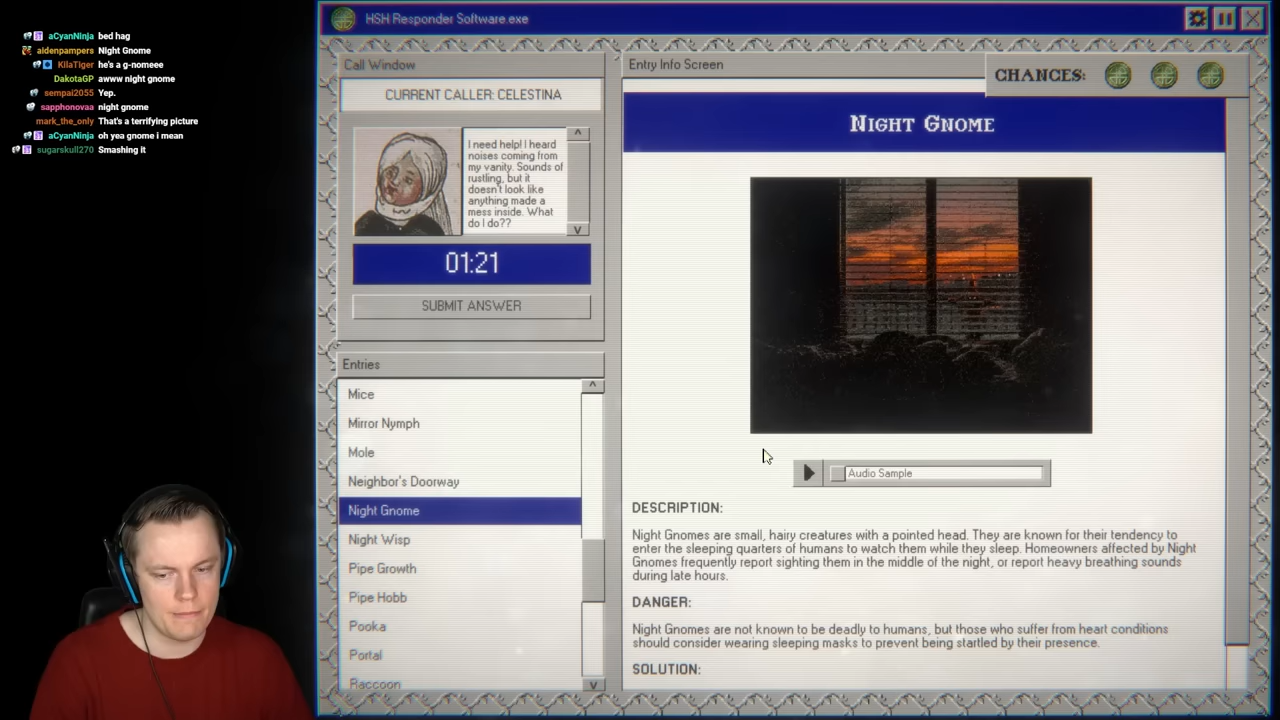 aCyanNinja bed hag
aidenpampers Night Gnome
KilaTiger he's a g-nomeee
DakotaGP awww night gnome
sempai2055 Yep.
sapphonovaa night gnome
mark_the_only That's a terrifying picture
aCyanNinja oh yea gnome i mean
sugarskull270 Smashing it
HSH Responder Software.exe
Call Window
CURRENT CALLER: CELESTINA
I need help! I heard
noises coming from
my vanity. Sounds of
rustling, but it
doesn't look like
anything made a
mess inside. What
do I do??
01:21
SUBMIT ANSWER
Entries
Mice
Mirror Nymph
Mole
Neighbor's Doorway
Night Gnome
Night Wisp
Pipe Growth
Pipe Hobb
Pooka
Portal
Raccoon
Entry Info Screen
CHANCES:
NIGHT GNOME
Audio Sample
DESCRIPTION:
Night Gnomes are small, hairy creatures with a pointed head. They are known for their tendency to
enter the sleeping quarters of humans to watch them while they sleep. Homeowners affected by Night
Gnomes frequently report sighting them in the middle of the night, or report heavy breathing sounds
during late hours.
DANGER:
Night Gnomes are not known to be deadly to humans, but those who suffer from heart conditions
should consider wearing sleeping masks to prevent being startled by their presence.
SOLUTION: